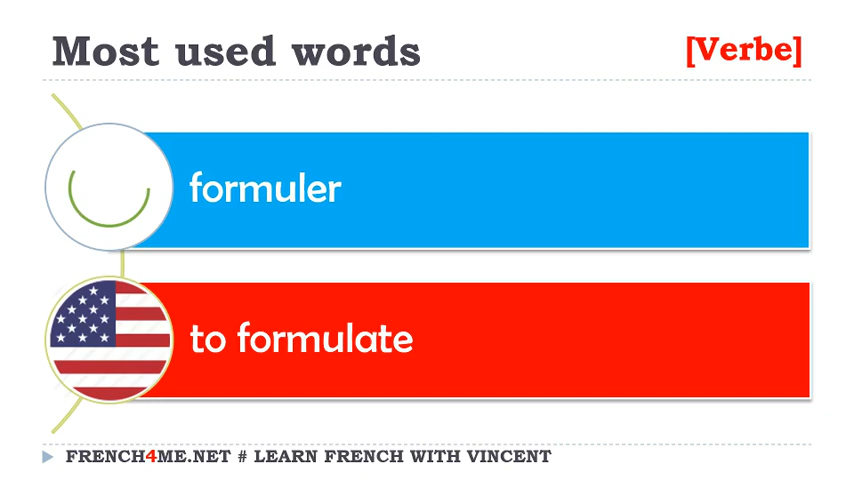 Most used words
[Verbe]
formuler
to formulate
FRENCH4ME.NET # LEARN FRENCH WITH VINCENT